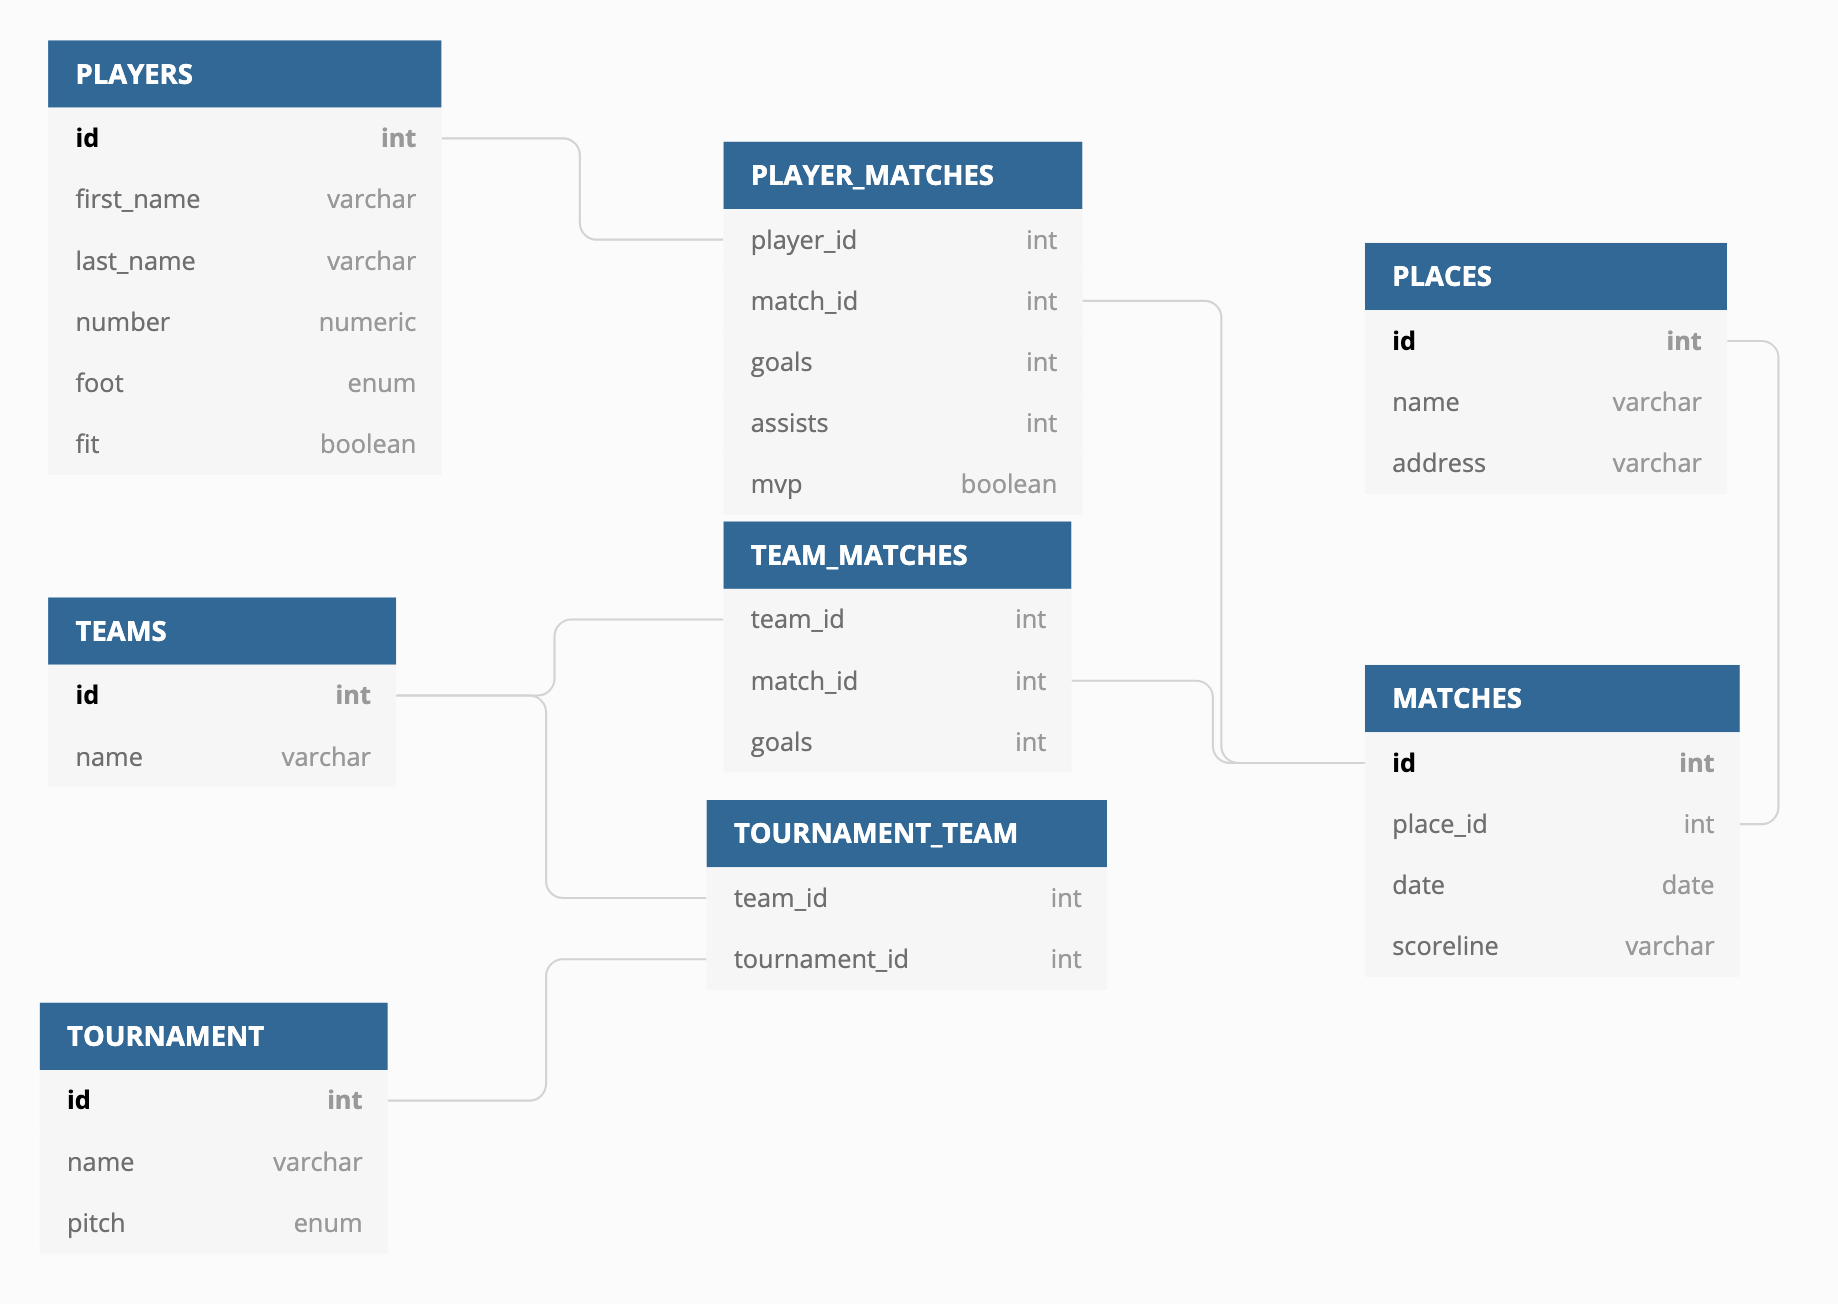 PLAYERS
id int
first_name varchar
last_name varchar
number numeric
foot enum
fit boolean
PLAYER_MATCHES
player_id int
match_id int
goals int
assists int
mvp boolean
PLACES
id int
name varchar
address varchar
TEAM_MATCHES
team_id int
match_id int
goals int
TEAMS
id int
name varchar
MATCHES
id int
place_id int
date date
scoreline varchar
TOURNAMENT_TEAM
team_id int
tournament_id int
TOURNAMENT
id int
name varchar
pitch enum